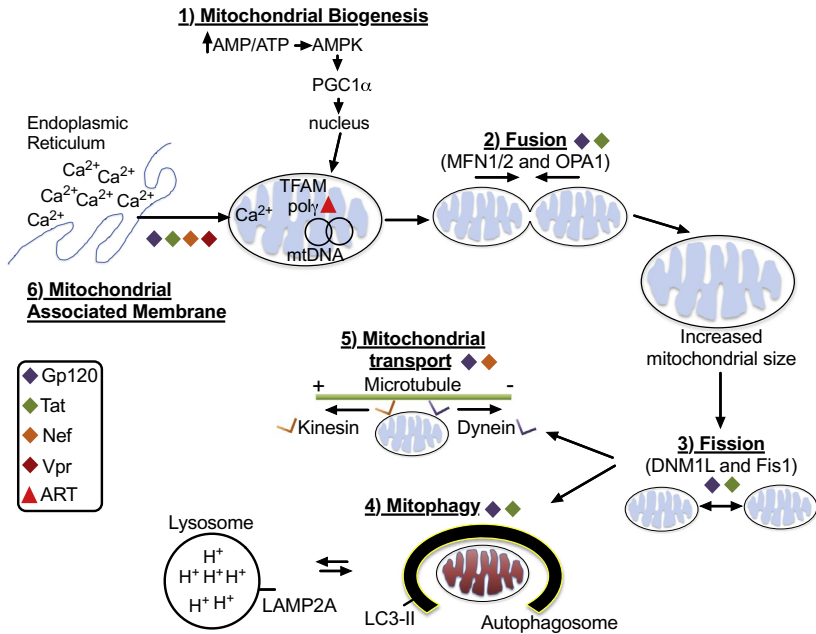 1) Mitochondrial Biogenesis
AMP/ATP AMPK
PGC1α
nucleus
Endoplasmic
Reticulum
Ca2+
Ca2+
Ca2+
Ca2+
Ca2+
Ca2+
Ca2+
TFAM
polγ
mtDNA
2) Fusion
(MFN1/2 and OPA1)
6) Mitochondrial
Associated Membrane
Increased
mitochondrial size
5) Mitochondrial
transport
+ Microtubule -
Kinesin
Dynein
3) Fission
(DNM1L and Fis1)
Gp120
Tat
Nef
Vpr
ART
4) Mitophagy
Lysosome
H+
H+ H+ H+
H+ H+
LAMP2A
LC3-II
Autophagosome